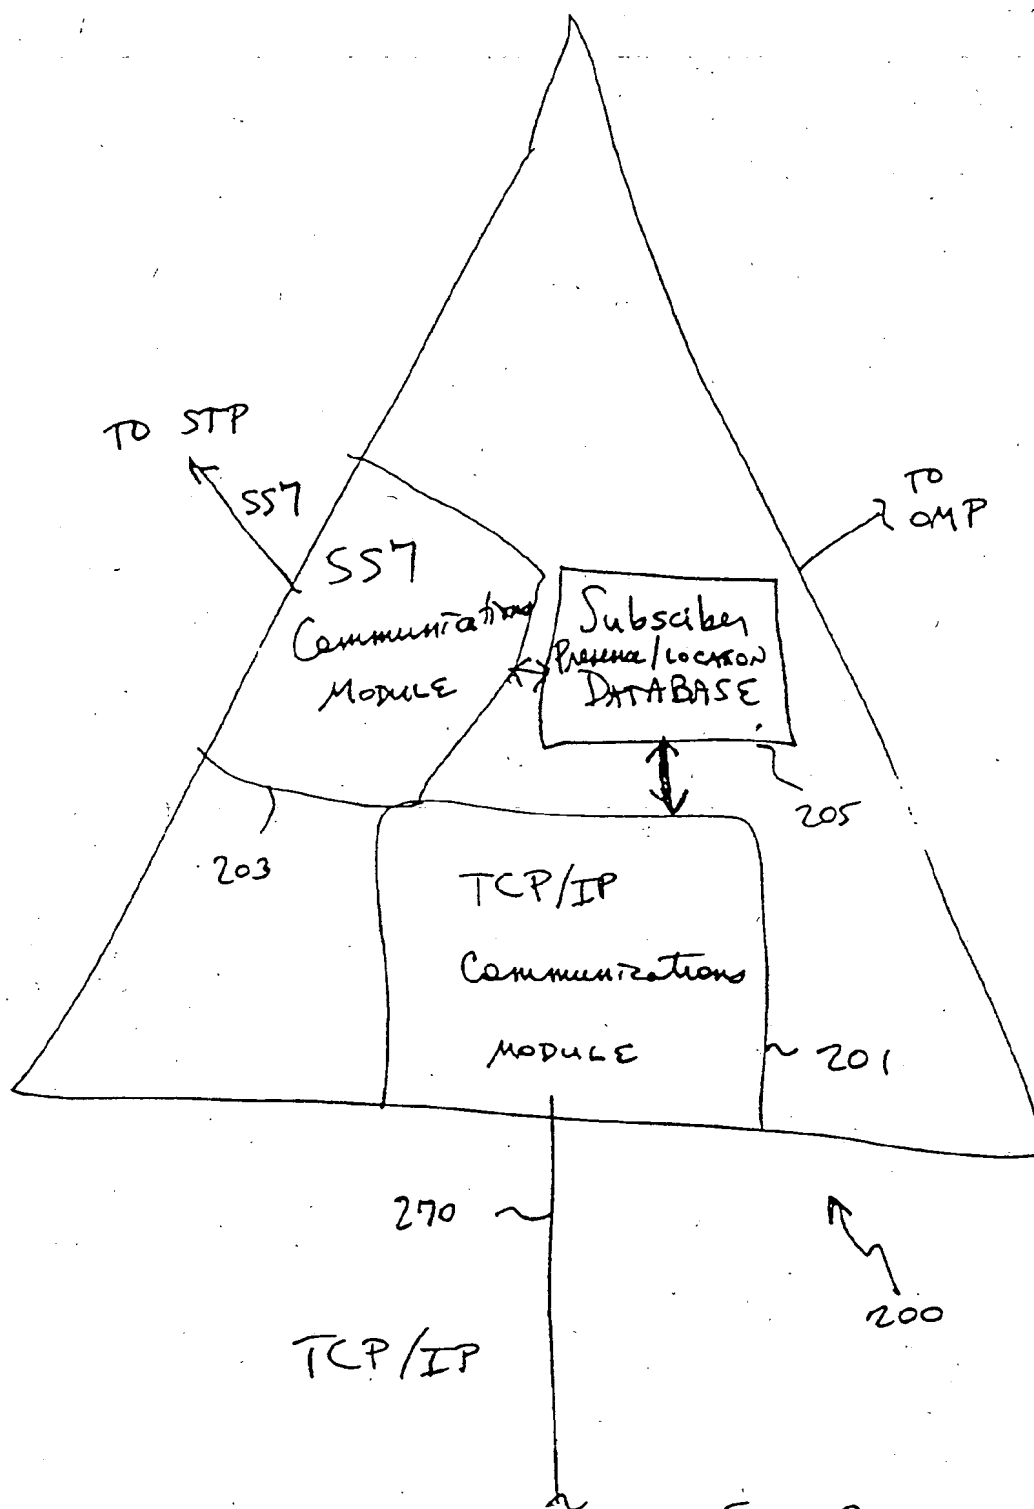 TO STP
SS7
TO
OMP
SS7
Communications
MODULE
Subsciber
Presence/LOCATION
DATABASE
205
203
TCP/IP
Communications
MODULE
201
270
200
TCP/IP